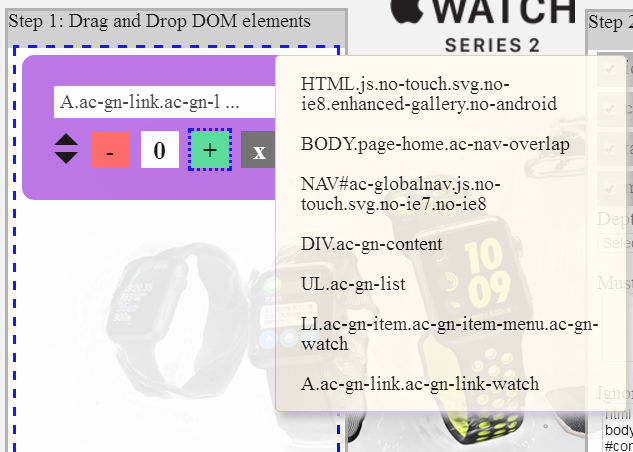 Step 1: Drag and Drop DOM elements
WATCH
SERIES 2
Step 2
A.ac-gn-link.ac-gn-l ...
- 0 + x
HTML.js.no-touch.svg.no-
ie8.enhanced-gallery.no-android
BODY.page-home.ac-nav-overlap
NAV#ac-globalnav.js.no-
touch.svg.no-ie7.no-ie8
DIV.ac-gn-content
UL.ac-gn-list
LI.ac-gn-item.ac-gn-item-menu.ac-gn-
watch
A.ac-gn-link.ac-gn-link-watch
10
09
Dept
Selec
Must
Ignor
html
body
#cor